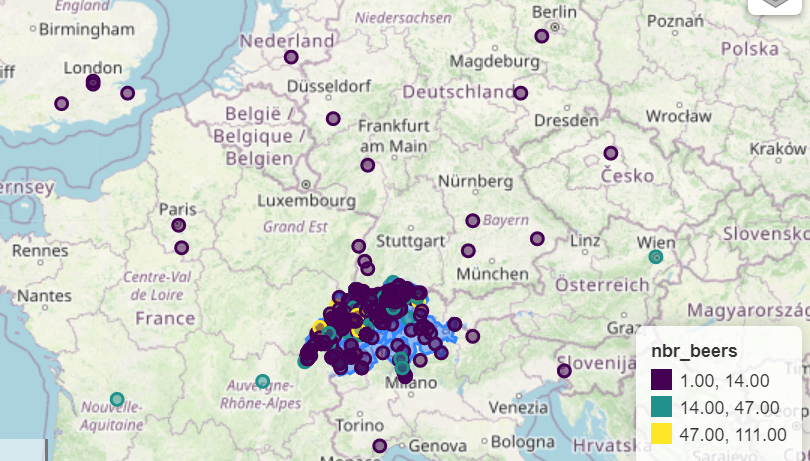 England
Niedersachsen
Berlin
Poznań
Birmingham
Nederland
Polska
London
Magdeburg
Düsseldorf
Deutschland
België /
Belgique /
Belgien
Frankfurt
am Main
Dresden
Wrocław
Kraków
Česko
Nürnberg
Luxembourg
Paris
Grand Est
Bayern
Rennes
Stuttgart
Linz
Wien
Slovensko
München
Centre-Val
de Loire
Nantes
Österreich
France
Magyarország
Graz
Auvergne-
Rhône-Alpes
Milano
Slovenija
Nouvelle-
Aquitaine
Venezia
Torino
Genova
Bologna
Hrvatska
Sarajevo
nbr_beers
1.00, 14.00
14.00, 47.00
47.00, 111.00